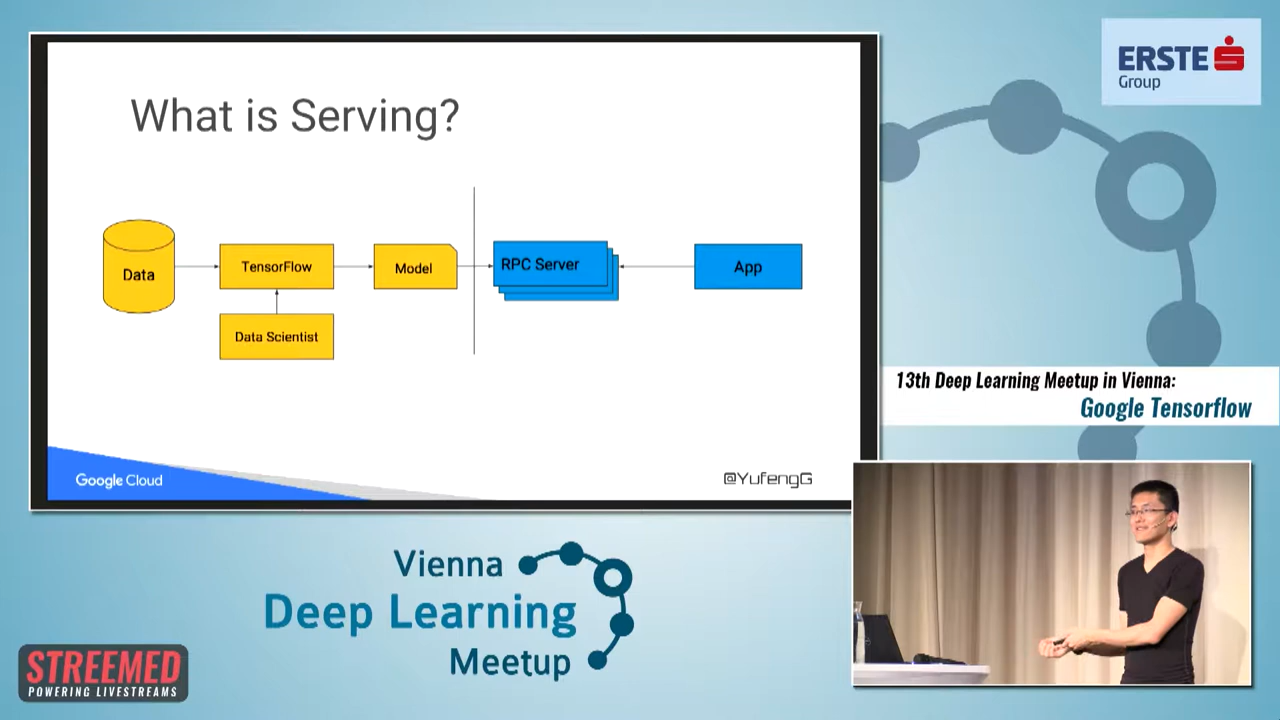 What is Serving?
Data
TensorFlow
Model
RPC Server
App
Data Scientist
Google Cloud
@YufengG
ERSTE
Group
13th Deep Learning Meetup in Vienna:
Google Tensorflow
Vienna
Deep Learning
Meetup
STREEMED
POWERING LIVESTREAMS